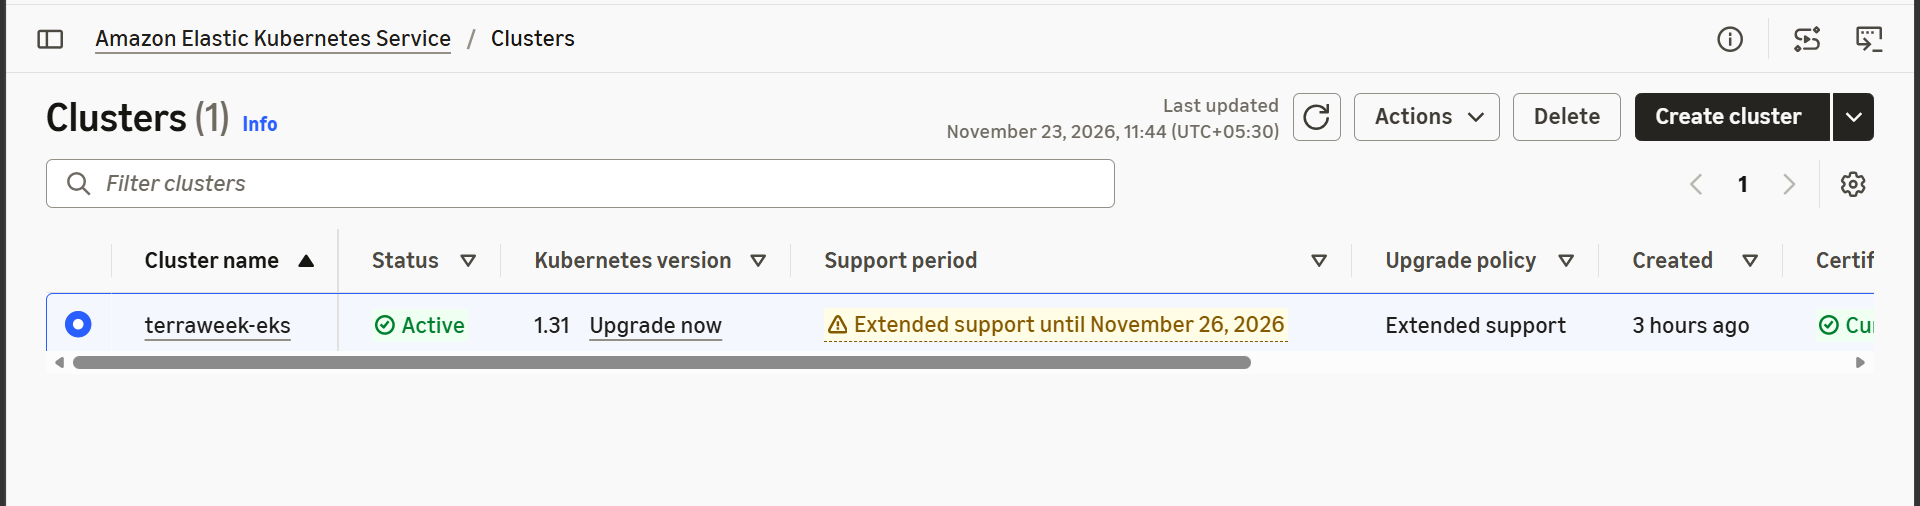 Amazon Elastic Kubernetes Service / Clusters
Clusters (1) Info
Last updated
November 23, 2026, 11:44 (UTC+05:30)
Actions
Delete
Create cluster
Filter clusters
1
Cluster name Status Kubernetes version Support period Upgrade policy Created Certif
terraweek-eks Active 1.31 Upgrade now Extended support until November 26, 2026 Extended support 3 hours ago Cur